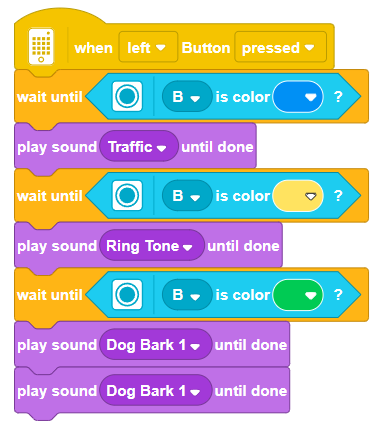 when left Button pressed
wait until B is color ?
play sound Traffic until done
wait until B is color ?
play sound Ring Tone until done
wait until B is color ?
play sound Dog Bark 1 until done
play sound Dog Bark 1 until done